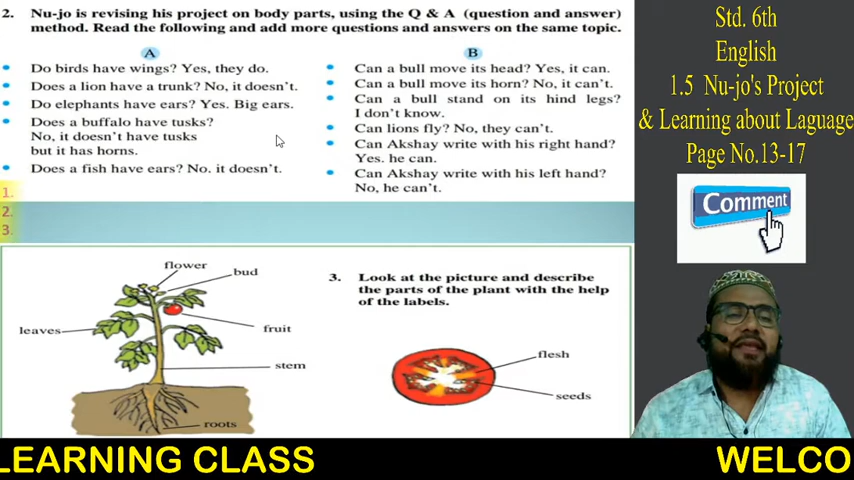 2. Nu-jo is revising his project on body parts, using the Q & A (question and answer)
method. Read the following and add more questions and answers on the same topic.
A
Do birds have wings? Yes, they do.
Does a lion have a trunk? No, it doesn't.
Do elephants have ears? Yes. Big ears.
Does a buffalo have tusks?
No, it doesn't have tusks
but it has horns.
Does a fish have ears? No. it doesn't.
B
Can a bull move its head? Yes, it can.
Can a bull move its horn? No, it can't.
Can a bull stand on its hind legs?
I don't know.
Can lions fly? No, they can't.
Can Akshay write with his right hand?
Yes. he can.
Can Akshay write with his left hand?
No, he can't.
1.
2.
3.
flower
bud
leaves
fruit
stem
roots
3. Look at the picture and describe
the parts of the plant with the help
of the labels.
flesh
seeds
Std. 6th
English
1.5 Nu-jo's Project
& Learning about Laguage
Page No.13-17
Comment
LEARNING CLASS
WELCO